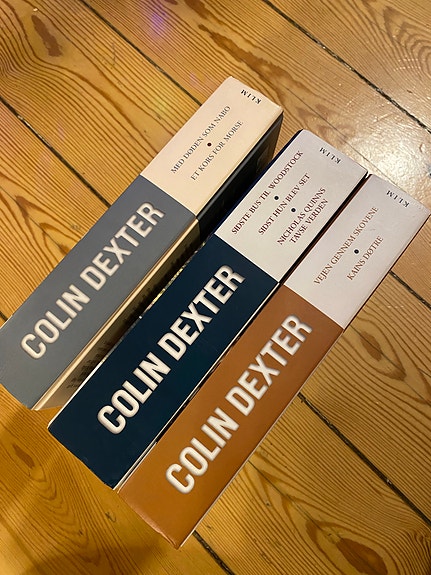 COLIN DEXTER
MED DØDEN SOM NABO
•
ET KORS FOR MORSE
KLIM
COLIN DEXTER
SIDSTE BUS TIL WOODSTOCK
•
SIDST HUN BLEV SET
•
NICHOLAS QUINNS
TAVSE VERDEN
KLIM
COLIN DEXTER
VEJEN GENNEM SKOVENE
•
KAINS DØTRE
KLIM